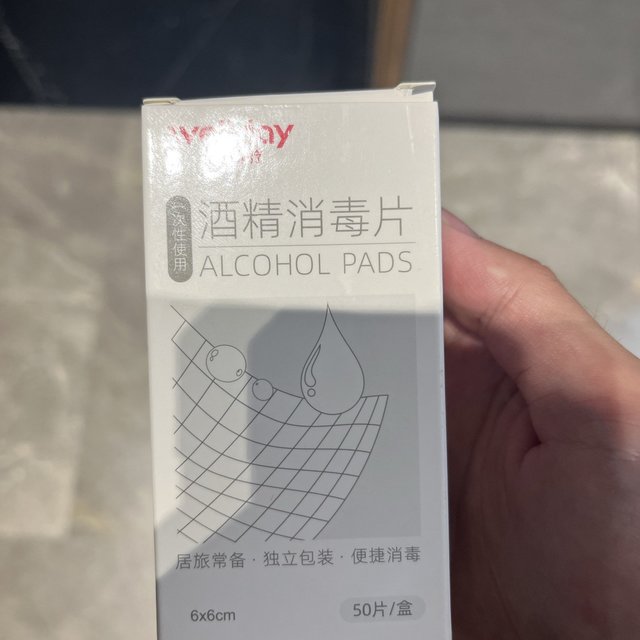 一次性使用
酒精消毒片
ALCOHOL PADS
居旅常备·独立包装·便捷消毒
6x6cm
50片/盒